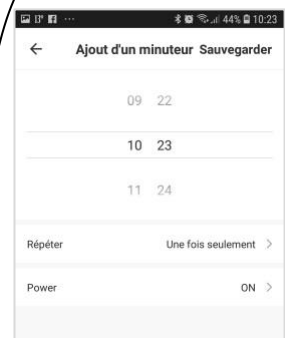 44% 10:23
Ajout d'un minuteur Sauvegarder
09 22
10 23
11 24
Répéter Une fois seulement
Power ON